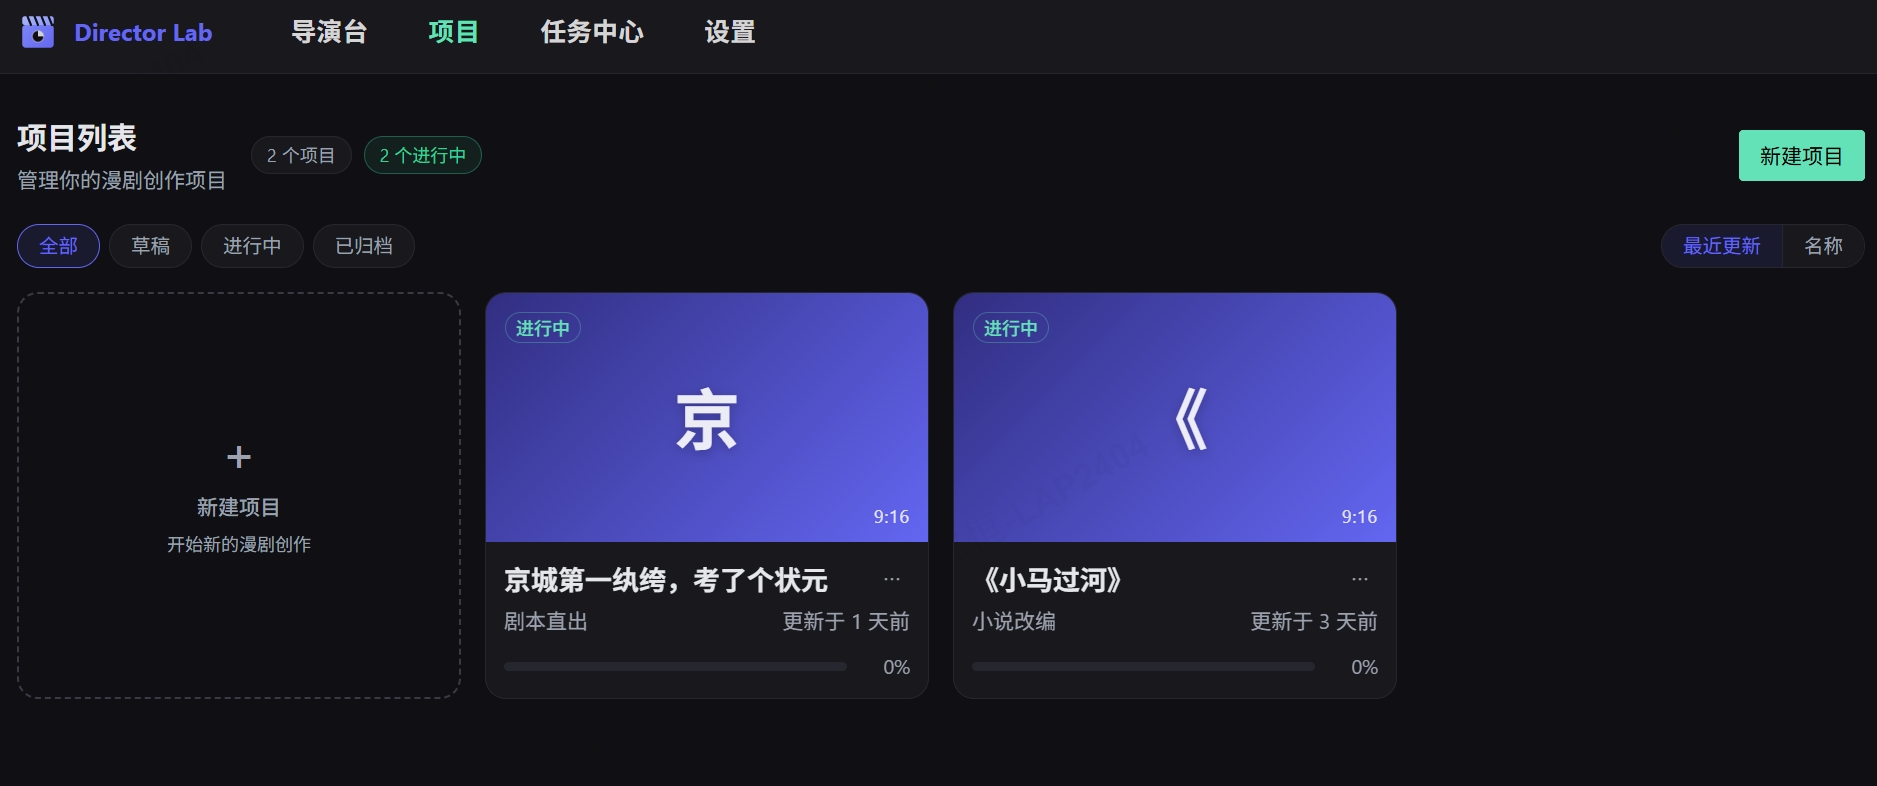 Director Lab 导演台 项目 任务中心 设置
项目列表
管理你的漫剧创作项目
2 个项目
2 个进行中
新建项目
全部 草稿 进行中 已归档
最近更新 名称
+
新建项目
开始新的漫剧创作
进行中
京
9:16
京城第一纨绔，考了个状元 ...
剧本直出 更新于 1 天前
0%
进行中
《
9:16
《小马过河》 ...
小说改编 更新于 3 天前
0%